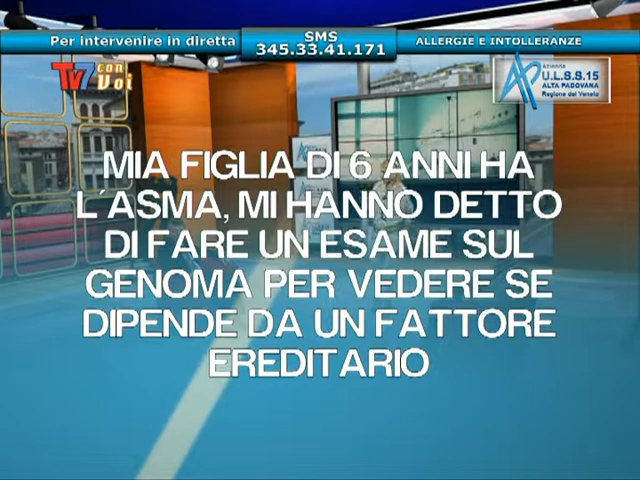 Per intervenire in diretta
SMS
345.33.41.171
ALLERGIE E INTOLLERANZE
TV7 con Voi
azienda
U.L.S.S.15
ALTA PADOVANA
Regione del Veneto
MIA FIGLIA DI 6 ANNI HA
L´ASMA, MI HANNO DETTO
DI FARE UN ESAME SUL
GENOMA PER VEDERE SE
DIPENDE DA UN FATTORE
EREDITARIO